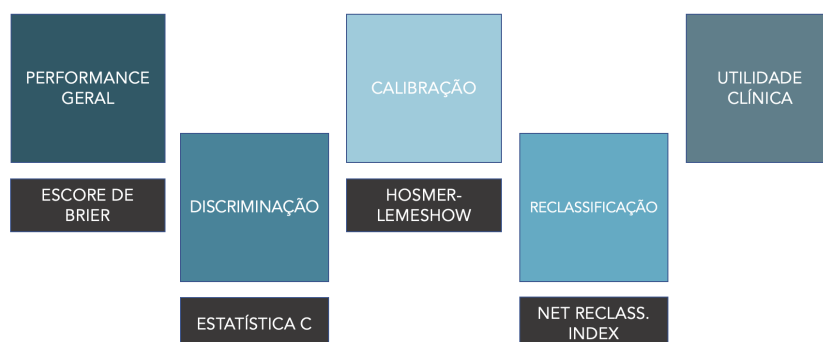 PERFORMANCE
GERAL
ESCORE DE
BRIER
DISCRIMINAÇÃO
ESTATÍSTICA C
CALIBRAÇÃO
HOSMER-
LEMESHOW
RECLASSIFICAÇÃO
NET RECLASS.
INDEX
UTILIDADE
CLÍNICA